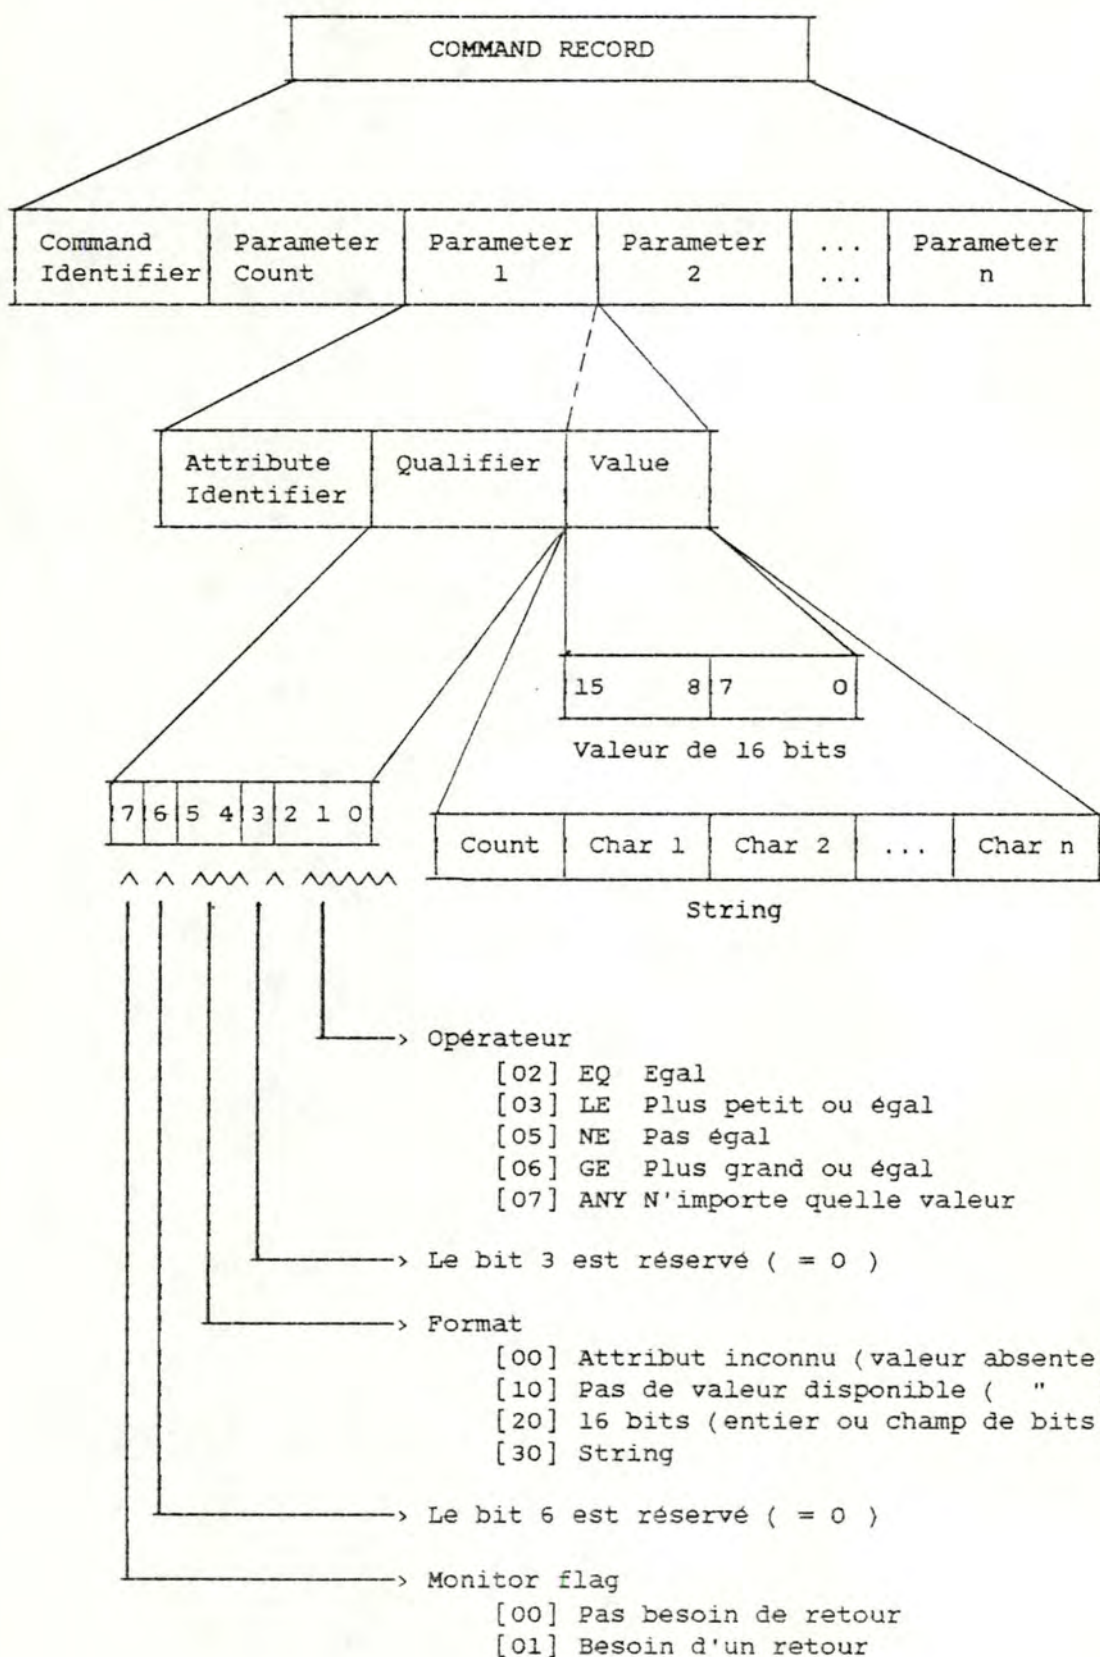 COMMAND RECORD
Command Identifier
Parameter Count
Parameter 1
Parameter 2
... ...
Parameter n
Attribute Identifier
Qualifier
Value
15 8 7 0
Valeur de 16 bits
7 6 5 4 3 2 1 0
Count Char 1 Char 2 ... Char n
String
> Opérateur
[02] EQ Egal
[03] LE Plus petit ou égal
[05] NE Pas égal
[06] GE Plus grand ou égal
[07] ANY N'importe quelle valeur
> Le bit 3 est réservé ( = 0 )
> Format
[00] Attribut inconnu (valeur absente
[10] Pas de valeur disponible ( "
[20] 16 bits (entier ou champ de bits
[30] String
> Le bit 6 est réservé ( = 0 )
> Monitor flag
[00] Pas besoin de retour
[01] Besoin d'un retour